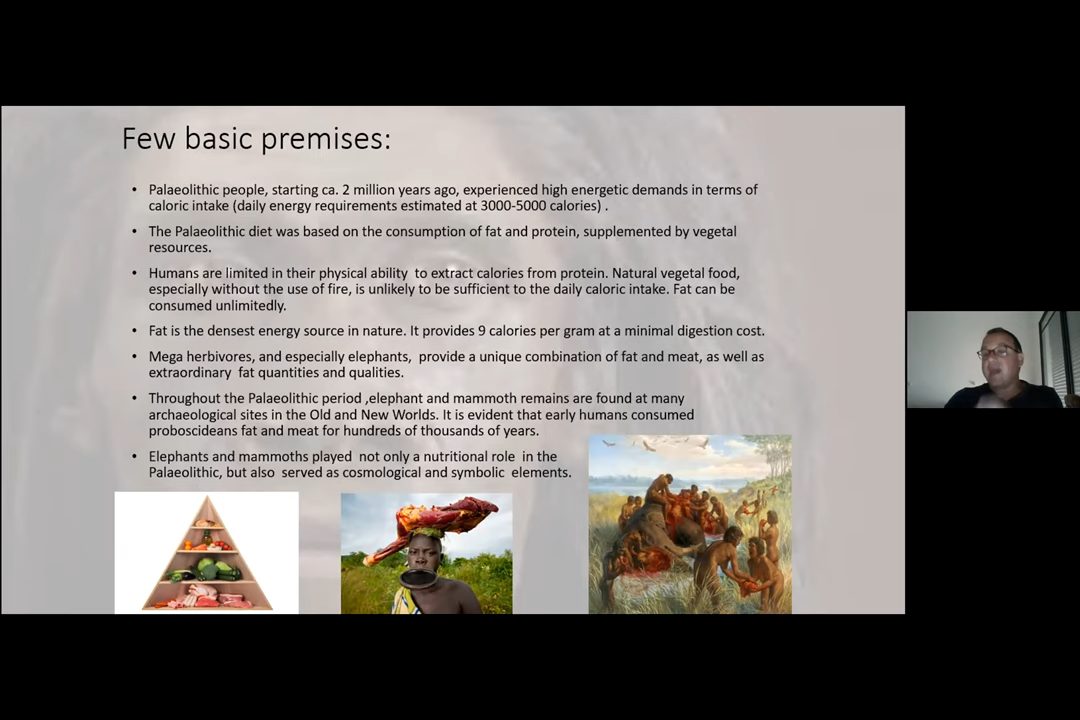 Few basic premises:
• Palaeolithic people, starting ca. 2 million years ago, experienced high energetic demands in terms of
caloric intake (daily energy requirements estimated at 3000-5000 calories) .
• The Palaeolithic diet was based on the consumption of fat and protein, supplemented by vegetal
resources.
• Humans are limited in their physical ability to extract calories from protein. Natural vegetal food,
especially without the use of fire, is unlikely to be sufficient to the daily caloric intake. Fat can be
consumed unlimitedly.
• Fat is the densest energy source in nature. It provides 9 calories per gram at a minimal digestion cost.
• Mega herbivores, and especially elephants, provide a unique combination of fat and meat, as well as
extraordinary fat quantities and qualities.
• Throughout the Palaeolithic period ,elephant and mammoth remains are found at many
archaeological sites in the Old and New Worlds. It is evident that early humans consumed
proboscideans fat and meat for hundreds of thousands of years.
• Elephants and mammoths played not only a nutritional role in the
Palaeolithic, but also served as cosmological and symbolic elements.